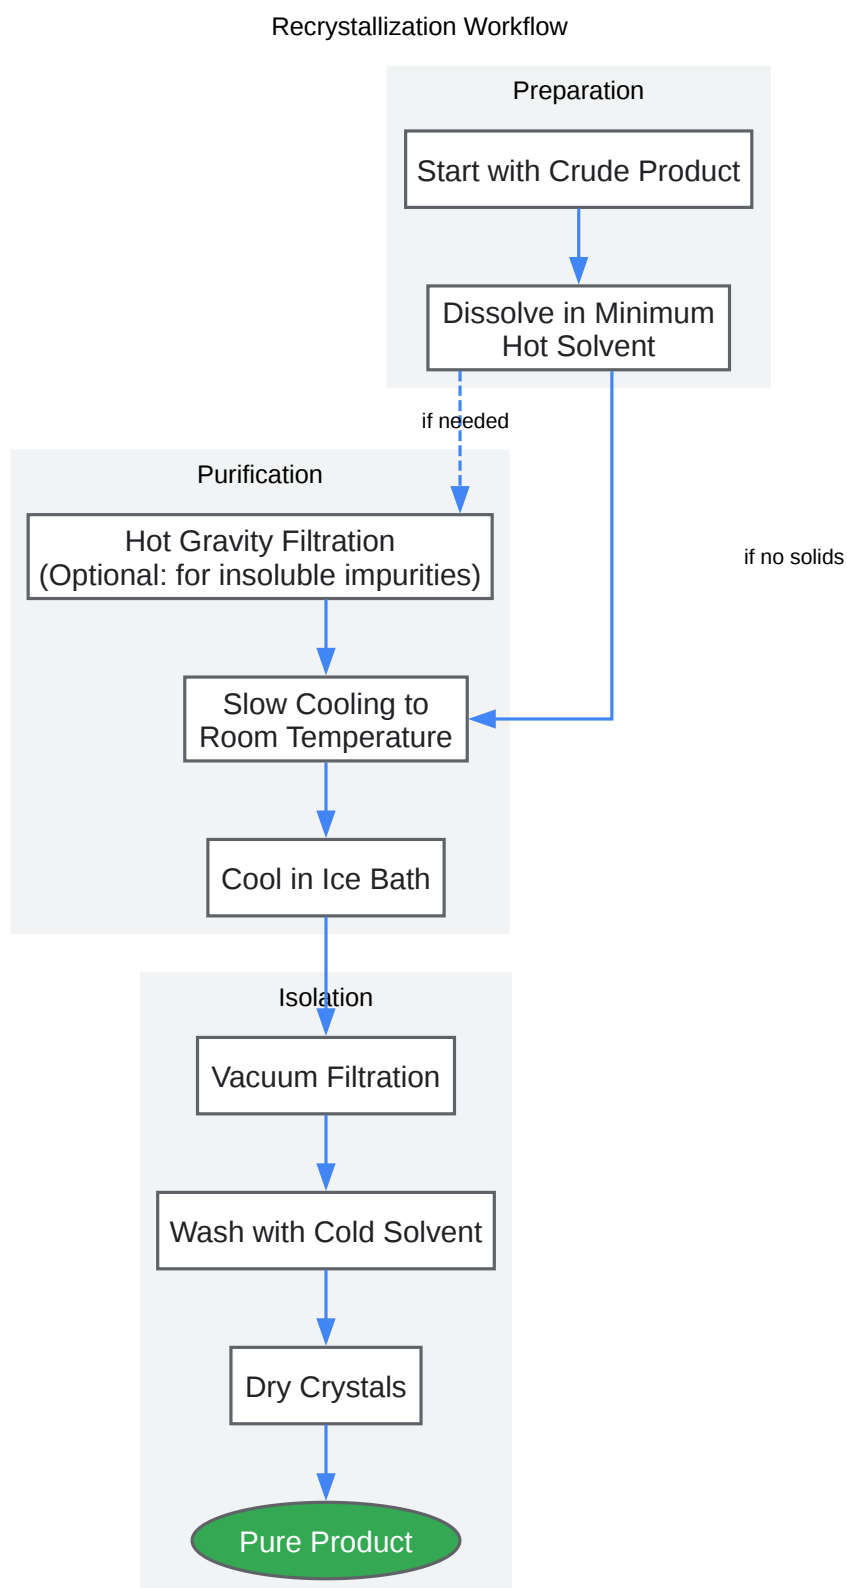 Recrystallization Workflow
Preparation
Start with Crude Product
Dissolve in Minimum
Hot Solvent
if needed
Purification
Hot Gravity Filtration
(Optional: for insoluble impurities)
if no solids
Slow Cooling to
Room Temperature
Cool in Ice Bath
Isolation
Vacuum Filtration
Wash with Cold Solvent
Dry Crystals
Pure Product